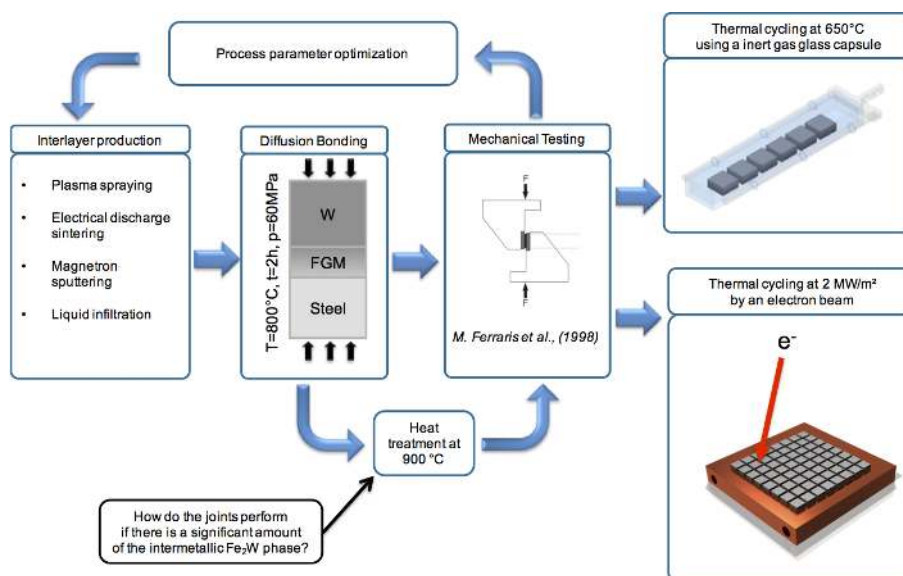 Process parameter optimization
Thermal cycling at 650°C
using a inert gas glass capsule
Interlayer production
• Plasma spraying
• Electrical discharge
sintering
• Magnetron
sputtering
• Liquid infiltration
Diffusion Bonding
T=800°C, t=2h, p=60MPa
W
FGM
Steel
Mechanical Testing
F
F
M. Ferraris et al., (1998)
Thermal cycling at 2 MW/m²
by an electron beam
e⁻
Heat
treatment at
900 °C
How do the joints perform
if there is a significant amount
of the intermetallic Fe₂W phase?